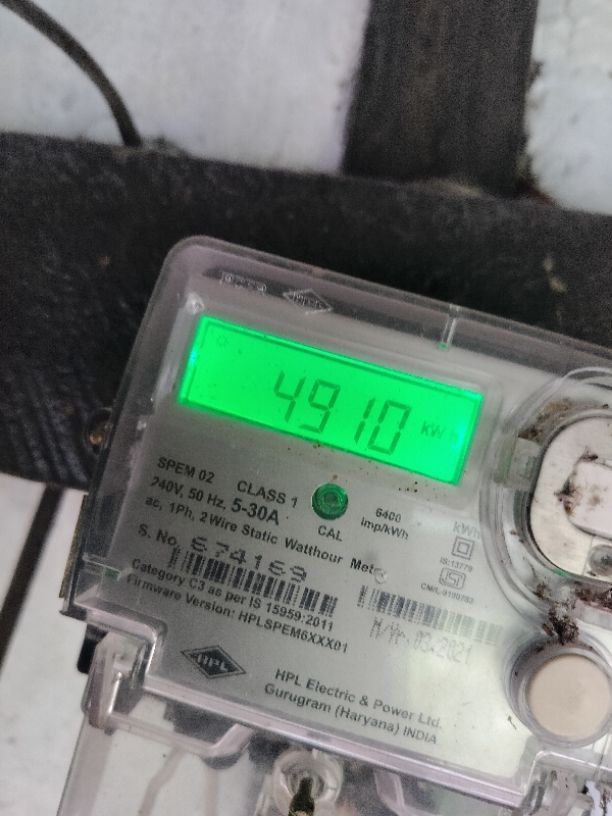 4910 kWh
SPEM 02 CLASS 1
240V, 50 Hz, 5-30A
ac, 1Ph, 2Wire Static Watthour Meter
CAL
6400
imp/kWh
kWh
IS:13779
S. No. 674169
Category C3 as per IS 15959:2011
Firmware Version: HPLSPEM6XXX01
HPL
HPL Electric & Power Ltd.
Gurugram (Haryana) INDIA